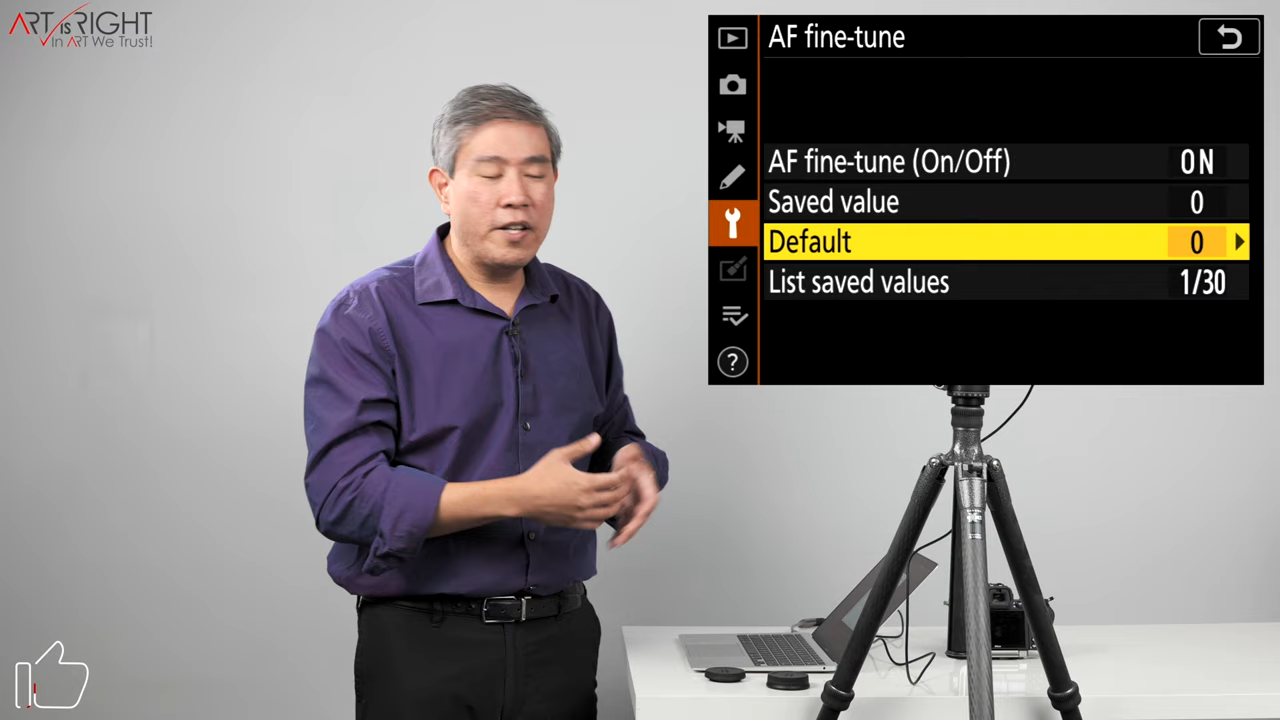 ART is RIGHT
In ART We Trust!
AF fine-tune
AF fine-tune (On/Off) ON
Saved value 0
Default 0
List saved values 1/30
?